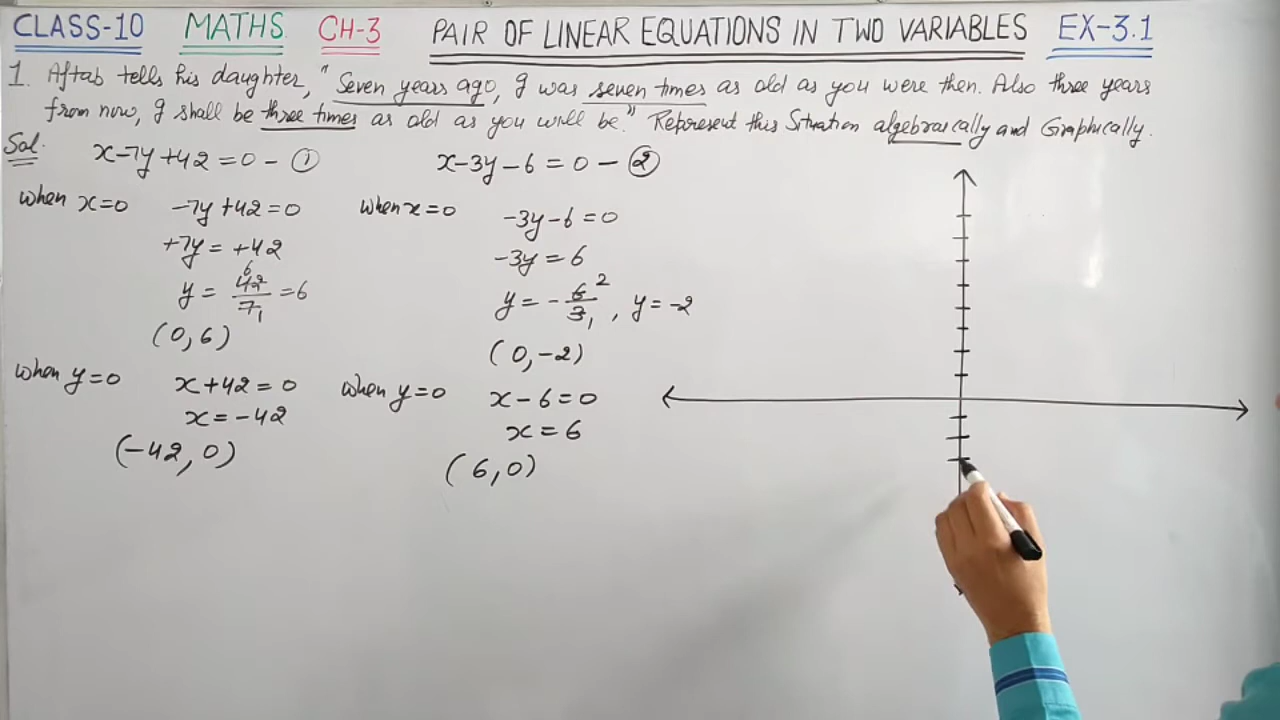 CLASS-10 MATHS CH-3 PAIR OF LINEAR EQUATIONS IN TWO VARIABLES EX-3.1
1. Aftab tells his daughter, "Seven years ago, I was seven times as old as you were then. Also three years
from now, I shall be three times as old as you will be." Represent this Situation algebraically and Graphically.
Sol.
x-7y+42=0 - ①
x-3y-6=0 - ②
when x=0 -7y+42=0
+7y=+42
y = 42/7 = 6 6 1
(0,6)
when y=0 x+42=0
x=-42
(-42,0)
when x=0 -3y-6=0
-3y=6
y = -6/3, y=-2 2 1
(0,-2)
when y=0 x-6=0
x=6
(6,0)